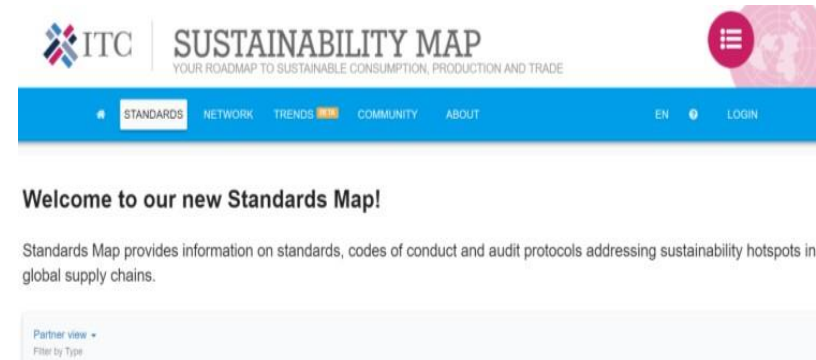 ITC
SUSTAINABILITY MAP
YOUR ROADMAP TO SUSTAINABLE CONSUMPTION, PRODUCTION AND TRADE
STANDARDS NETWORK TRENDS BETA COMMUNITY ABOUT EN ? LOGIN
Welcome to our new Standards Map!
Standards Map provides information on standards, codes of conduct and audit protocols addressing sustainability hotspots in
global supply chains.
Partner view
Filter by Type